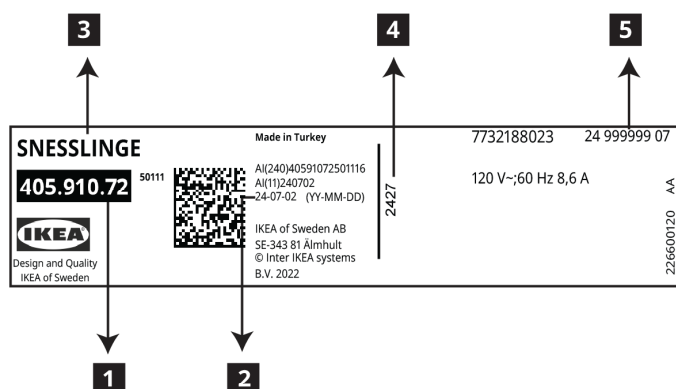 3
4
5
SNESSLINGE
405.910.72
50111
IKEA
Design and Quality
IKEA of Sweden
Made in Turkey
AI(240)40591072501116
AI(11)240702
24-07-02 (YY-MM-DD)
IKEA of Sweden AB
SE-343 81 Älmhult
© Inter IKEA systems
B.V. 2022
2427
7732188023 24 999999 07
120 V~;60 Hz 8,6 A
226600120 AA
1
2